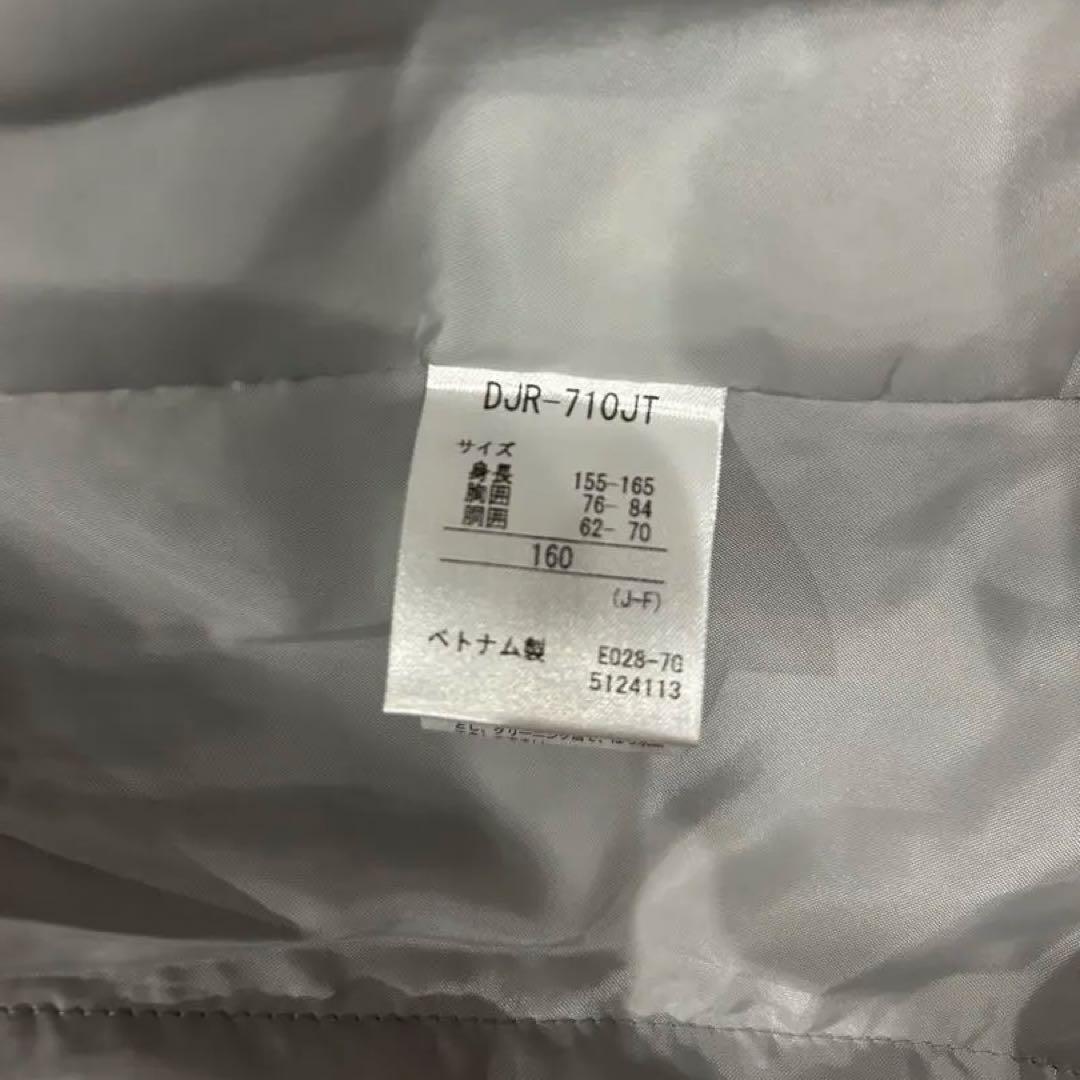 DJR-710JT
サイズ
身長 155-165
胸囲 76- 84
胴囲 62- 70
160
(J-F)
ベトナム製 E028-7G
5124113